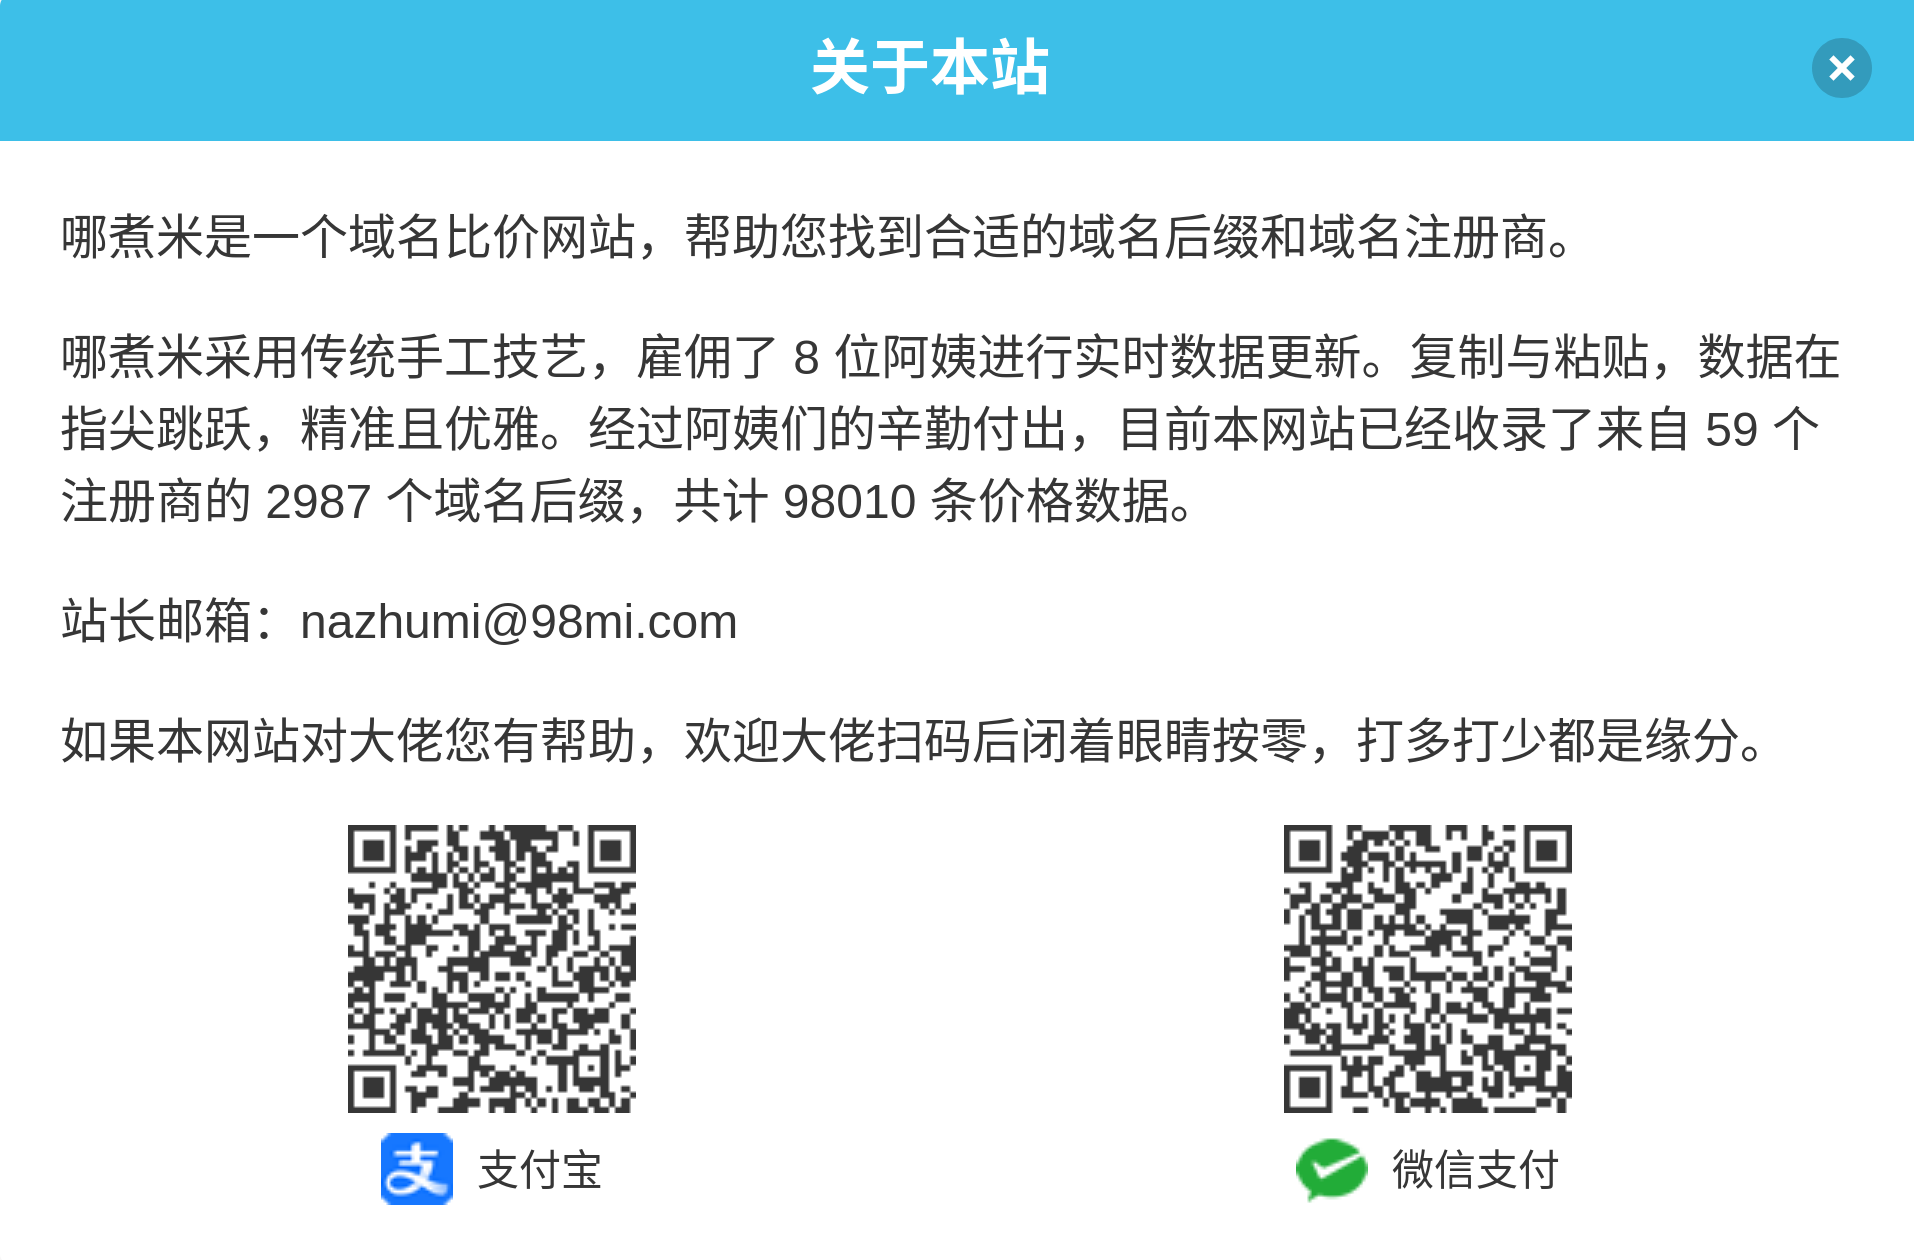 关于本站
哪煮米是一个域名比价网站，帮助您找到合适的域名后缀和域名注册商。
哪煮米采用传统手工技艺，雇佣了 8 位阿姨进行实时数据更新。复制与粘贴，数据在
指尖跳跃，精准且优雅。经过阿姨们的辛勤付出，目前本网站已经收录了来自 59 个
注册商的 2987 个域名后缀，共计 98010 条价格数据。
站长邮箱：nazhumi@98mi.com
如果本网站对大佬您有帮助，欢迎大佬扫码后闭着眼睛按零，打多打少都是缘分。
支 支付宝
微信支付